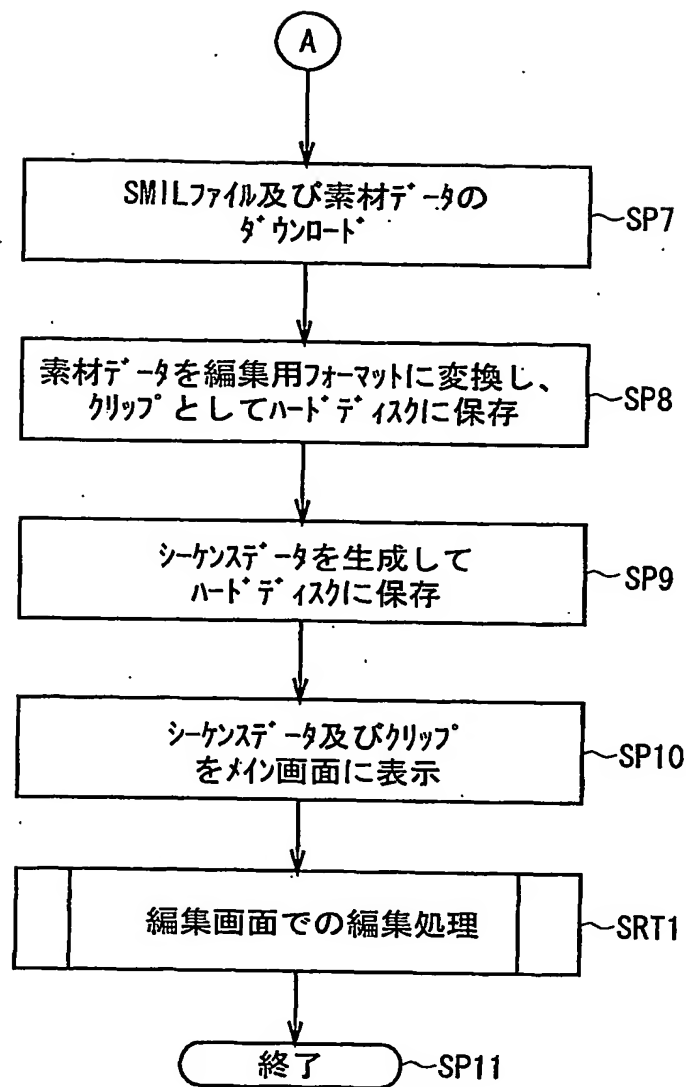 A
SMILﾌｧｲﾙ及び素材ﾃﾞｰﾀの
ﾀﾞｳﾝﾛｰﾄﾞ
SP7
素材ﾃﾞｰﾀを編集用ﾌｫｰﾏｯﾄに変換し、
ｸﾘｯﾌﾟとしてﾊｰﾄﾞﾃﾞｨｽｸに保存
SP8
ｼｰｹﾝｽﾃﾞｰﾀを生成して
ﾊｰﾄﾞﾃﾞｨｽｸに保存
SP9
ｼｰｹﾝｽﾃﾞｰﾀ及びｸﾘｯﾌﾟ
をﾒｲﾝ画面に表示
SP10
編集画面での編集処理
SRT1
終了
SP11